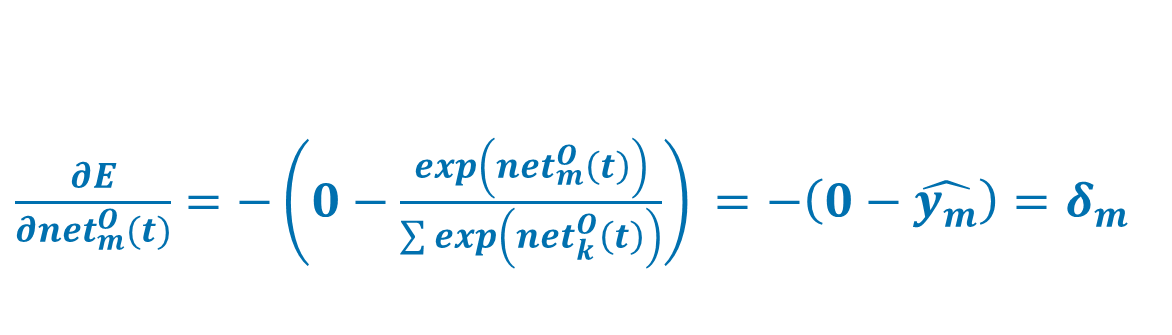 ∂E/∂net_m^O(t) = −(0 − exp(net_m^O(t))/∑ exp(net_k^O(t))) = −(0 − ŷ_m) = δ_m